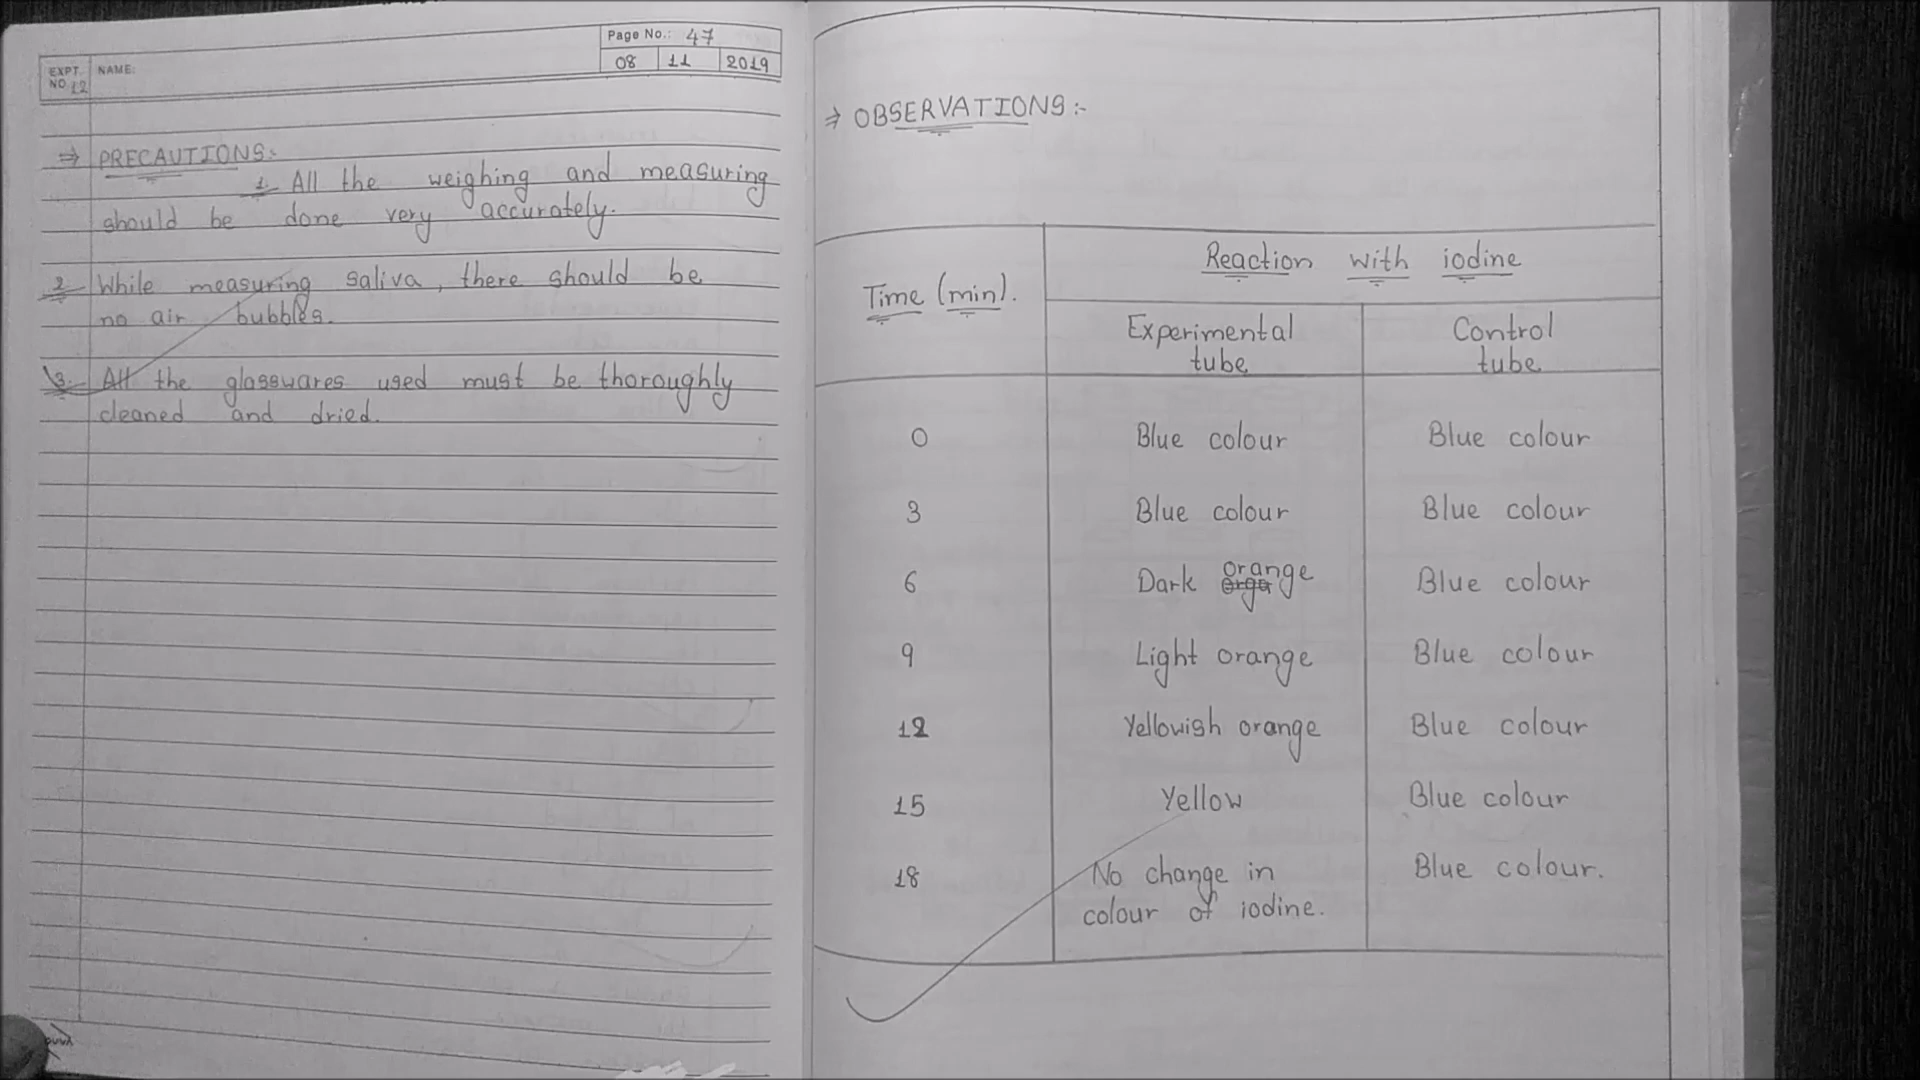 Page No.: 47
EXPT. NO. 12 NAME: 08 11 2019
⇒ PRECAUTIONS:-
1. All the weighing and measuring
should be done very accurately.
2. While measuring saliva, there should be
no air bubbles.
3. All the glasswares used must be thoroughly
cleaned and dried.
⇒ OBSERVATIONS:-
Reaction with iodine
Time (min).
Experimental tube
Control tube
0 Blue colour Blue colour
3 Blue colour Blue colour
6 Dark orange Blue colour
9 Light orange Blue colour
12 Yellowish orange Blue colour
15 Yellow Blue colour
18 No change in Blue colour.
colour of iodine.